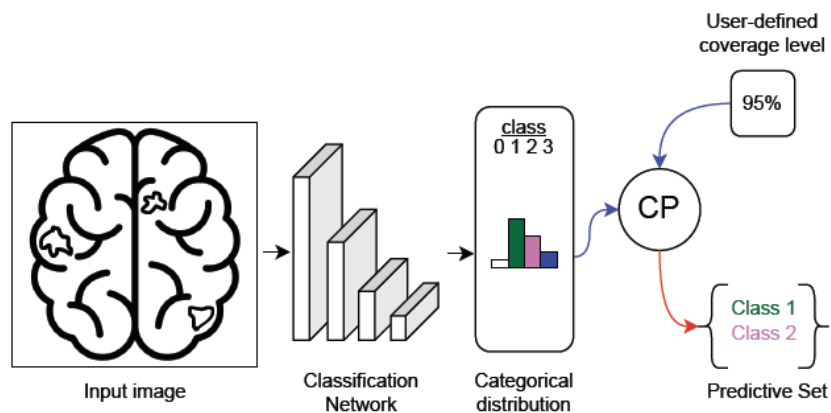 User-defined
coverage level
95%
class
0 1 2 3
CP
Class 1
Class 2
Input image
Classification
Network
Categorical
distribution
Predictive Set